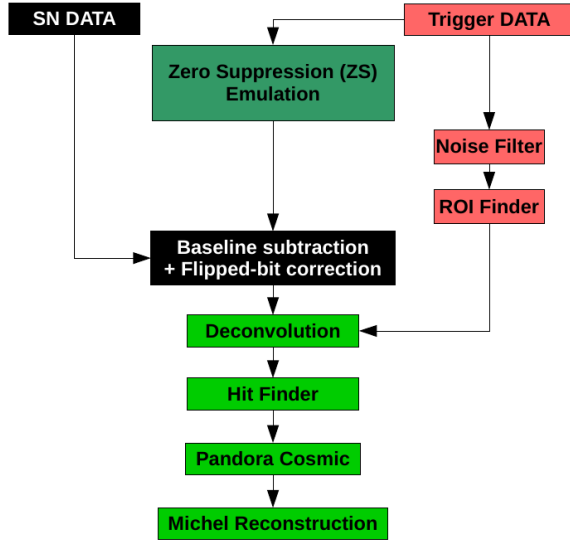 SN DATA
Trigger DATA
Zero Suppression (ZS)
Emulation
Noise Filter
ROI Finder
Baseline subtraction
+ Flipped-bit correction
Deconvolution
Hit Finder
Pandora Cosmic
Michel Reconstruction